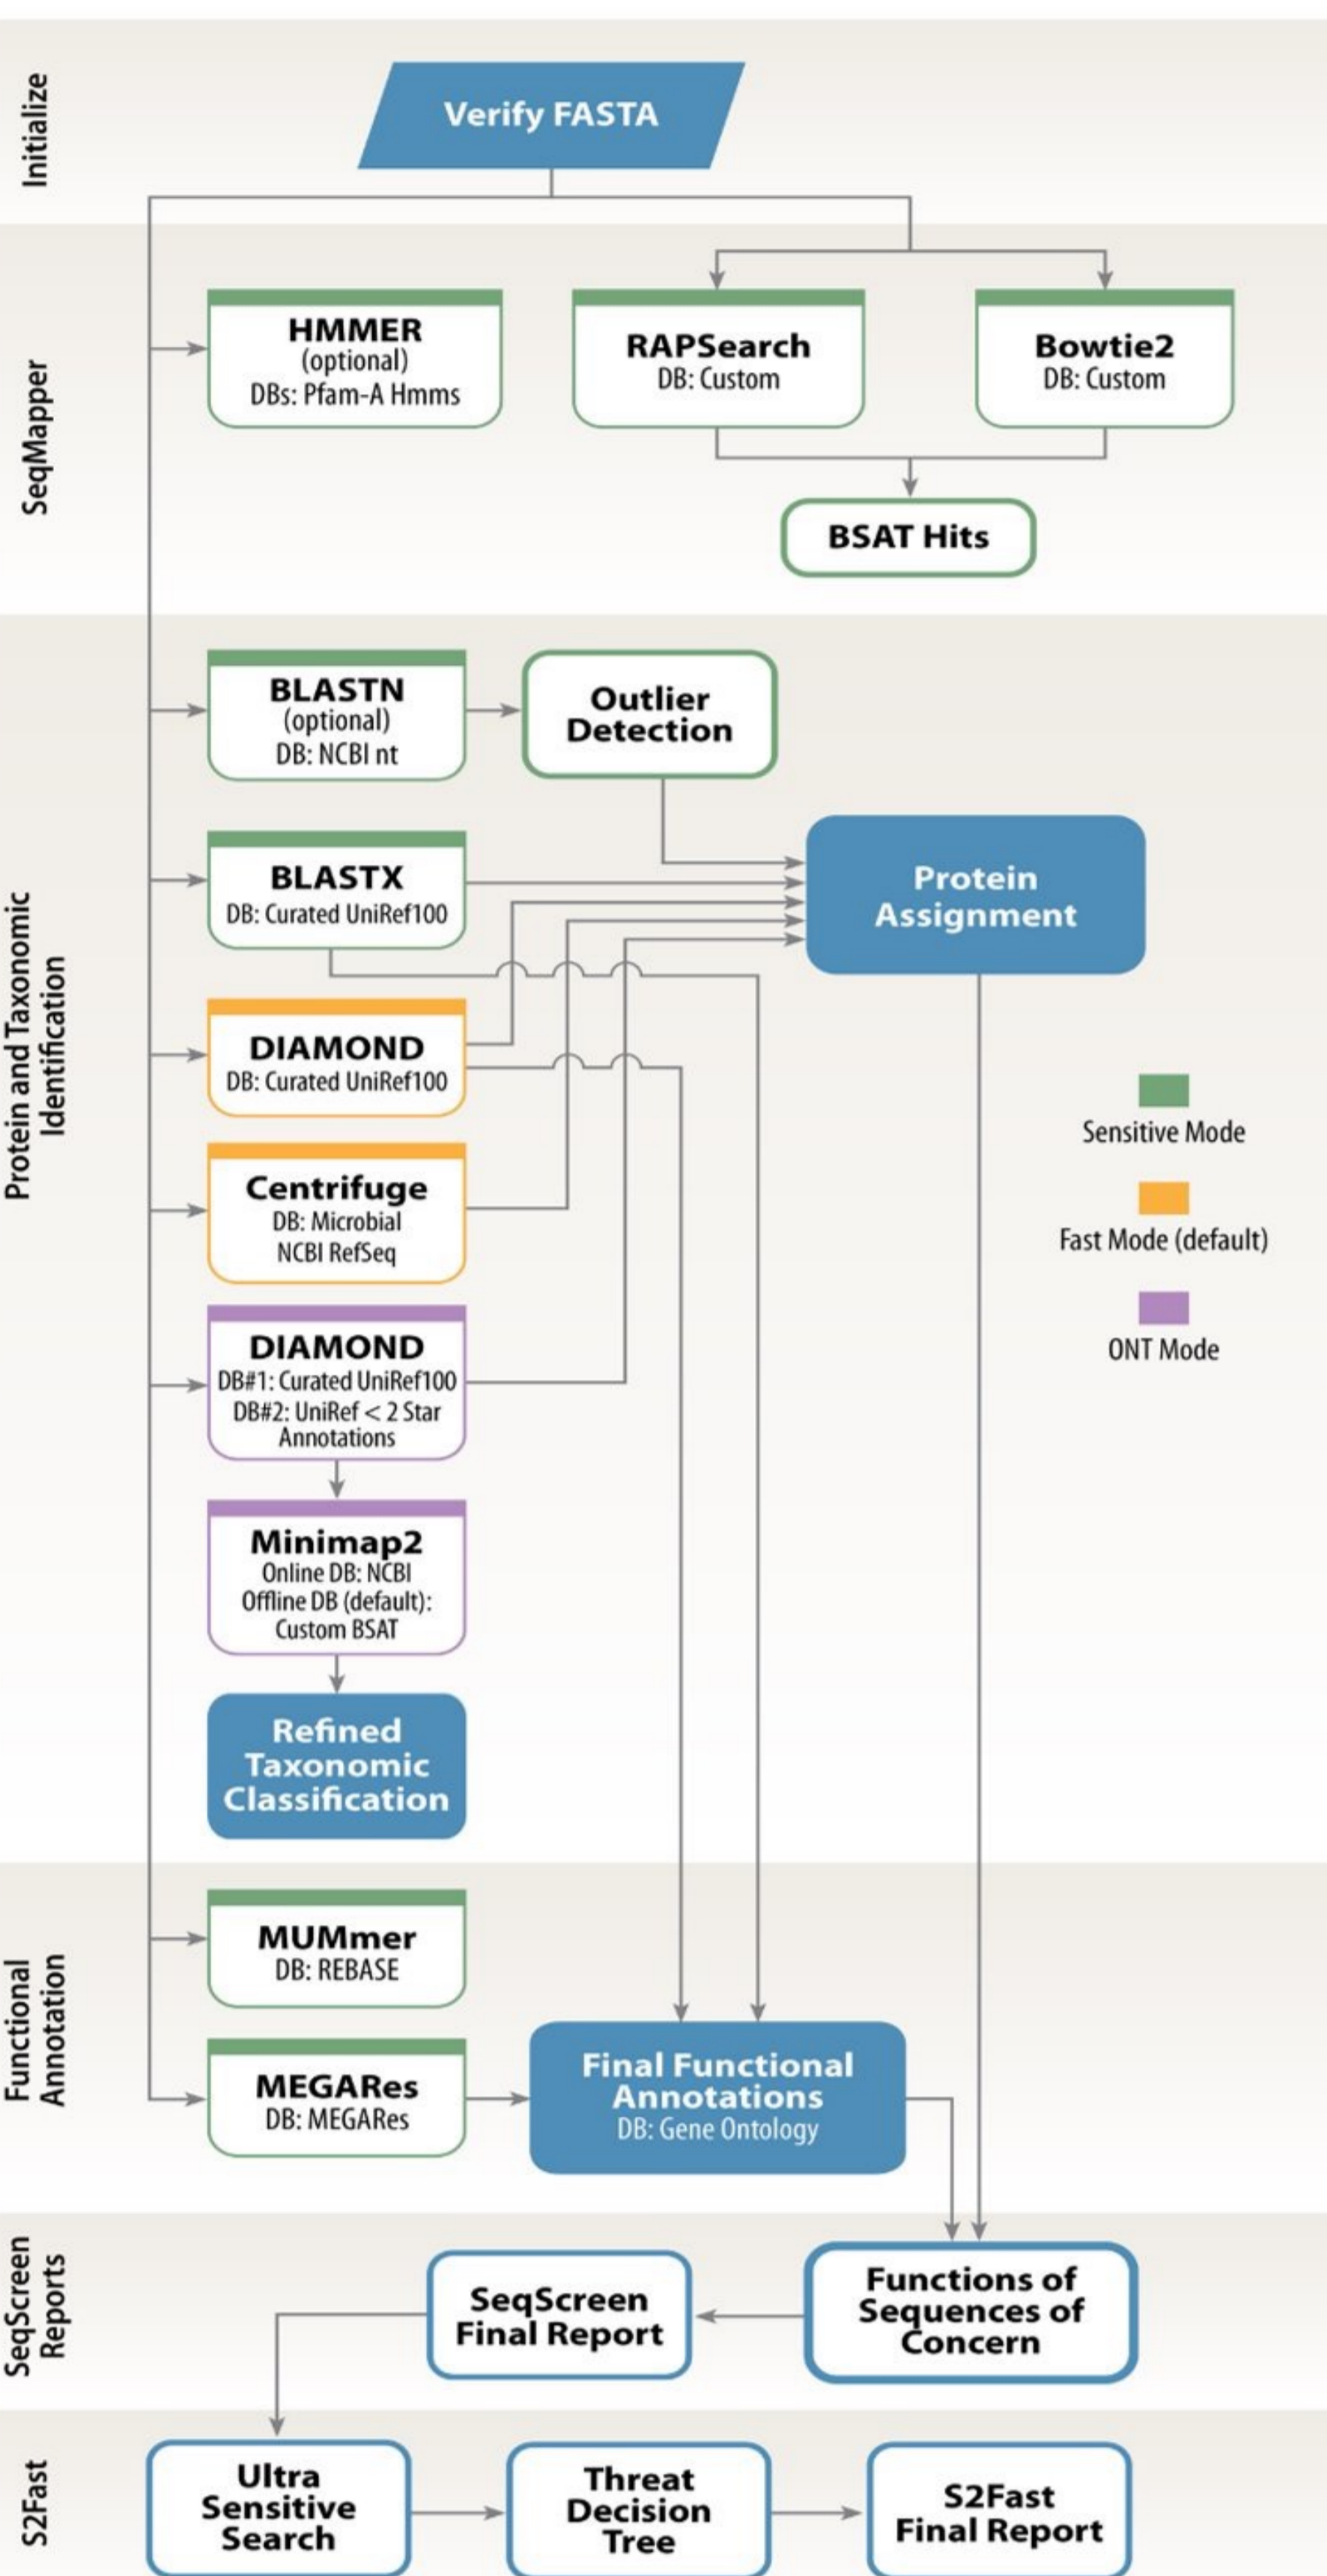 Initialize
Verify FASTA
SeqMapper
HMMER
(optional)
DBs: Pfam-A Hmms
RAPSearch
DB: Custom
Bowtie2
DB: Custom
BSAT Hits
Protein and Taxonomic
Identification
BLASTN
(optional)
DB: NCBI nt
Outlier
Detection
BLASTX
DB: Curated UniRef100
Protein
Assignment
DIAMOND
DB: Curated UniRef100
Centrifuge
DB: Microbial
NCBI RefSeq
DIAMOND
DB#1: Curated UniRef100
DB#2: UniRef < 2 Star
Annotations
Minimap2
Online DB: NCBI
Offline DB (default):
Custom BSAT
Refined
Taxonomic
Classification
Sensitive Mode
Fast Mode (default)
ONT Mode
Functional
Annotation
MUMmer
DB: REBASE
MEGARes
DB: MEGARes
Final Functional
Annotations
DB: Gene Ontology
SeqScreen
Reports
SeqScreen
Final Report
Functions of
Sequences of
Concern
S2Fast
Ultra
Sensitive
Search
Threat
Decision
Tree
S2Fast
Final Report